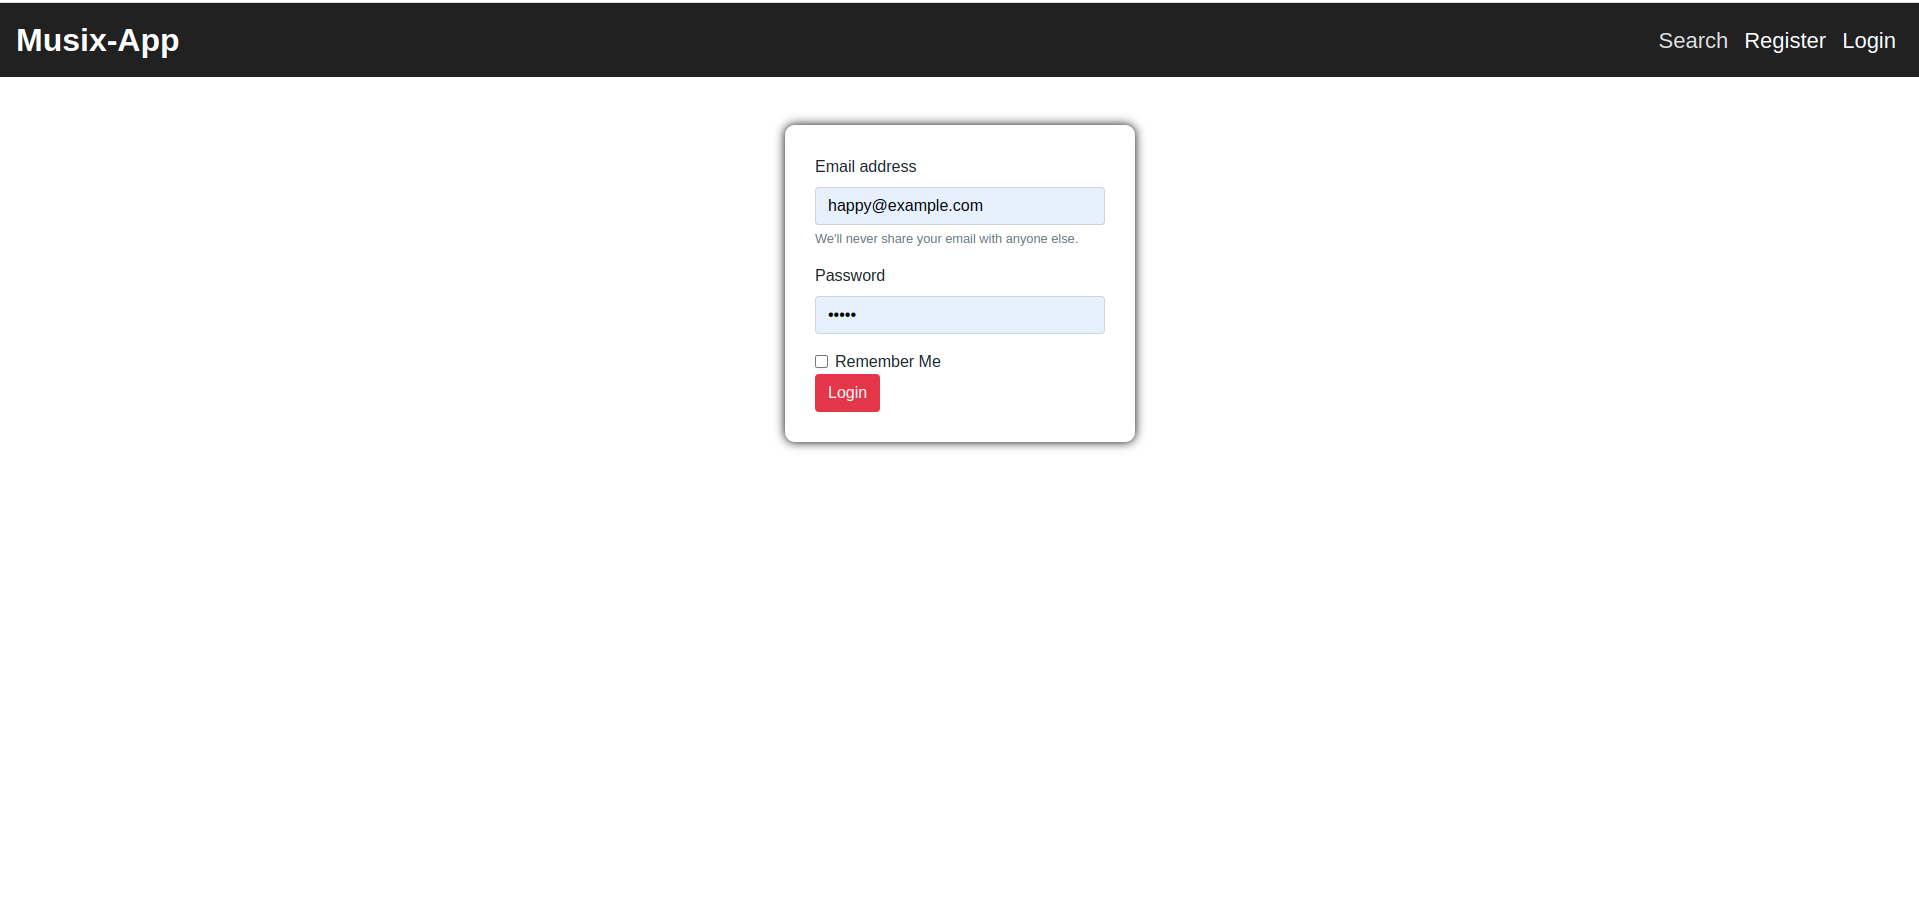 Musix-App
Search Register Login
Email address
happy@example.com
We'll never share your email with anyone else.
Password
•••••
Remember Me
Login